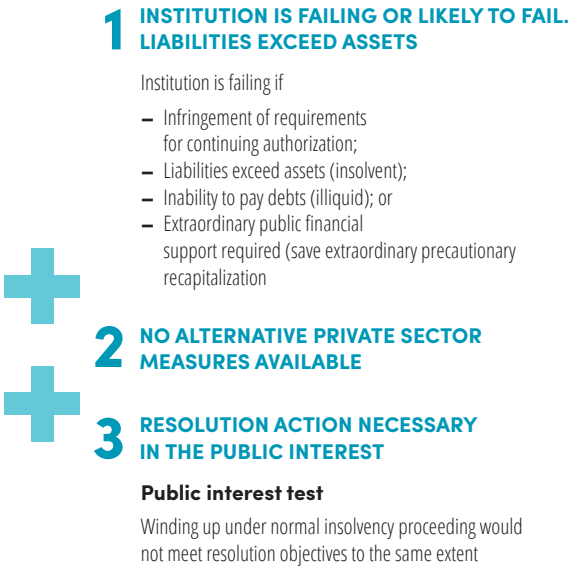 1 INSTITUTION IS FAILING OR LIKELY TO FAIL.
LIABILITIES EXCEED ASSETS
Institution is failing if
– Infringement of requirements
for continuing authorization;
– Liabilities exceed assets (insolvent);
– Inability to pay debts (illiquid); or
– Extraordinary public financial
support required (save extraordinary precautionary
recapitalization
2 NO ALTERNATIVE PRIVATE SECTOR
MEASURES AVAILABLE
3 RESOLUTION ACTION NECESSARY
IN THE PUBLIC INTEREST
Public interest test
Winding up under normal insolvency proceeding would
not meet resolution objectives to the same extent